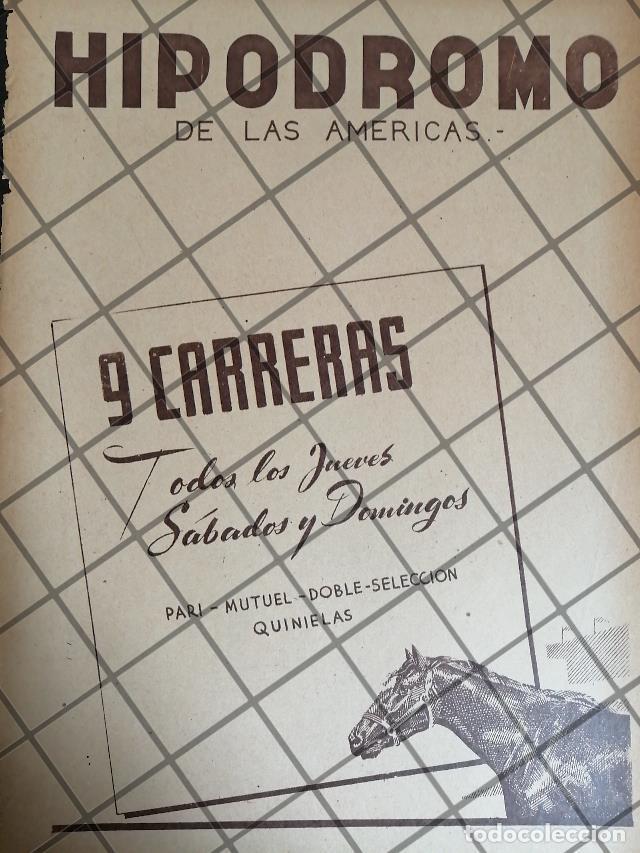 HIPODROMO
DE LAS AMERICAS.-
9 CARRERAS
Todos los Jueves
Sábados y Domingos
PARI - MUTUEL - DOBLE - SELECCION
QUINIELAS
todocoleccion